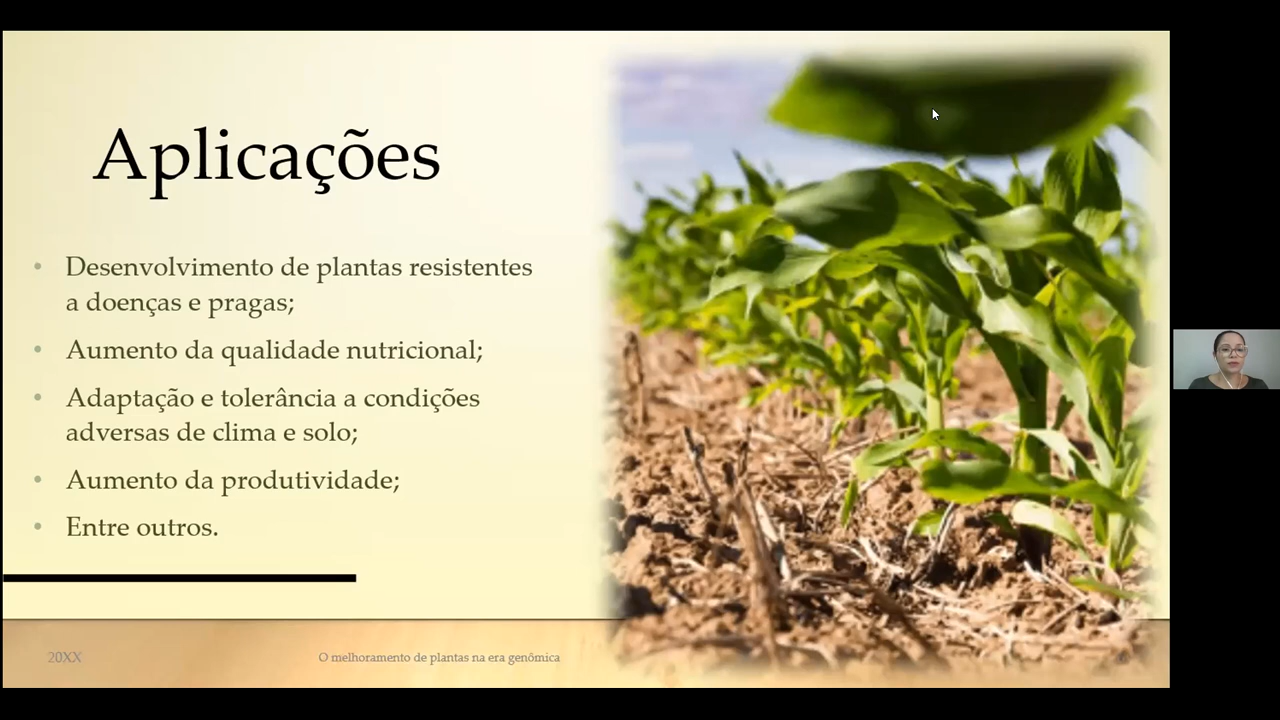 Aplicações
• Desenvolvimento de plantas resistentes
a doenças e pragas;
• Aumento da qualidade nutricional;
• Adaptação e tolerância a condições
adversas de clima e solo;
• Aumento da produtividade;
• Entre outros.
20XX
O melhoramento de plantas na era genômica